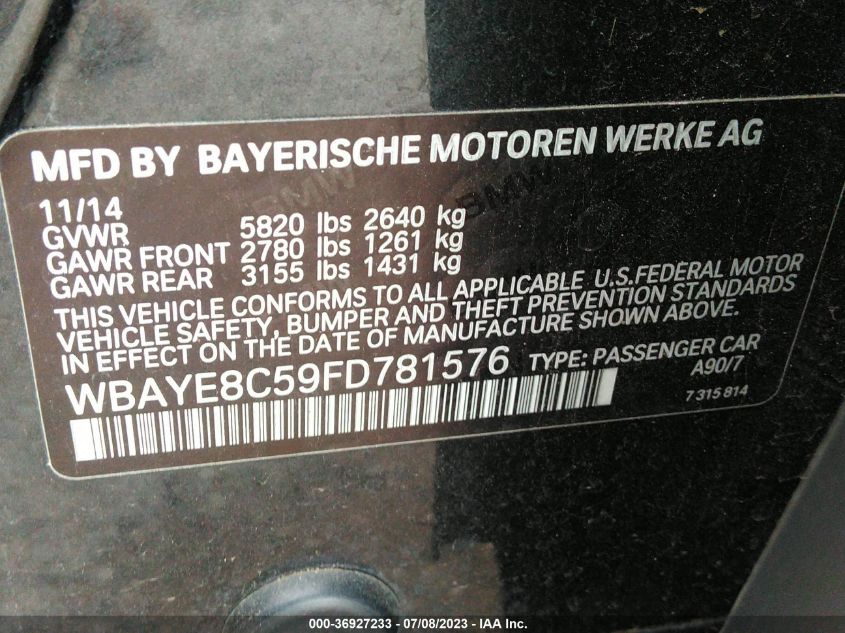 MFD BY BAYERISCHE MOTOREN WERKE AG
11/14
GVWR 5820 lbs 2640 kg
GAWR FRONT 2780 lbs 1261 kg
GAWR REAR 3155 lbs 1431 kg
THIS VEHICLE CONFORMS TO ALL APPLICABLE U.S.FEDERAL MOTOR
VEHICLE SAFETY, BUMPER AND THEFT PREVENTION STANDARDS
IN EFFECT ON THE DATE OF MANUFACTURE SHOWN ABOVE.
WBAYE8C59FD781576 TYPE: PASSENGER CAR
A90/7
7 315 814
BMW
BMW
000-36927233 / 07/08/2023 - IAA Inc.